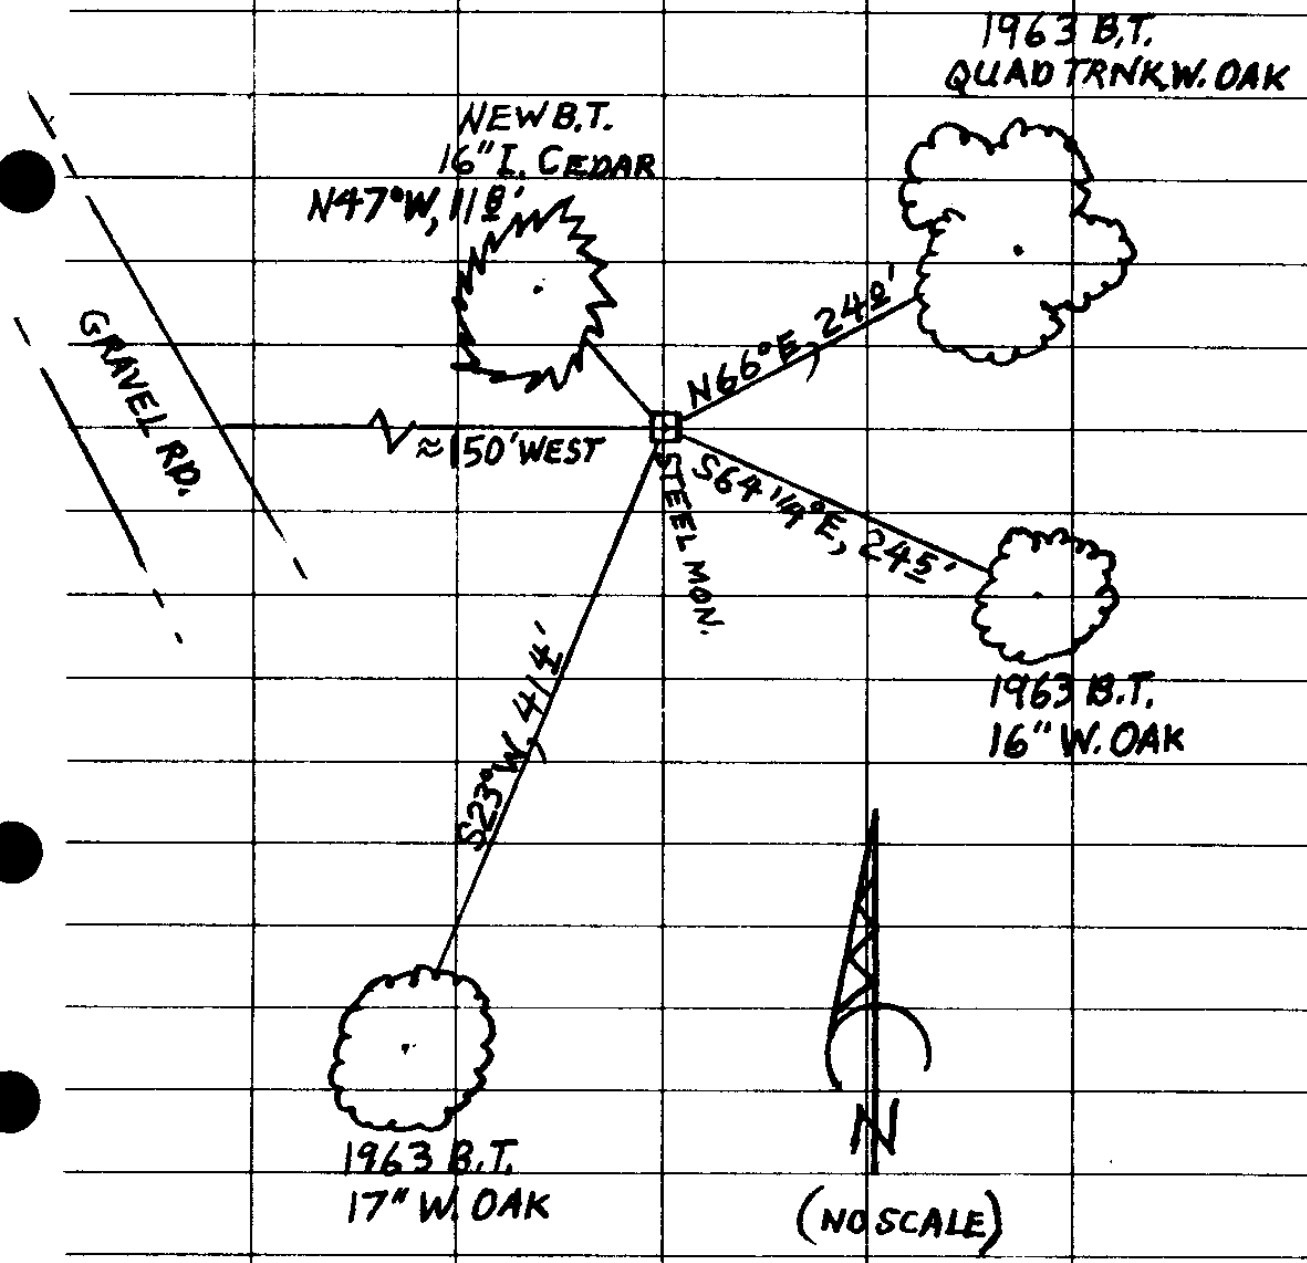 1963 B.T.
QUAD TRNK W. OAK
NEW B.T.
16" I. CEDAR
N47°W, 11 8'
N66°E, 24 0'
GRAVEL RD.
≈150' WEST
STEEL MON.
S64 1/4°E, 24 5'
1963 B.T.
16" W. OAK
S23°W, 41 4'
1963 B.T.
17" W. OAK
N
(NO SCALE)